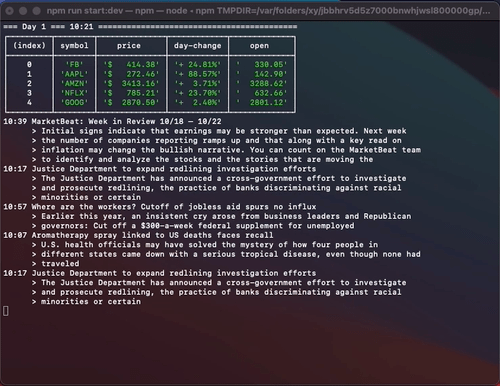 npm run start:dev — npm — node ◂ npm TMPDIR=/var/folders/xy/jbbhrv5d5z7000bnwhjwsl800000gp/...
=== Day 1 === 10:21 ===================================
(index) symbol price day-change open
0 'FB' '$ 414.38' '+ 24.81%' ' 330.05'
1 'AAPL' '$ 272.46' '+ 88.57%' ' 142.90'
2 'AMZN' '$ 3413.16' '+ 3.71%' ' 3288.62'
3 'NFLX' '$ 785.21' '+ 23.70%' ' 632.66'
4 'GOOG' '$ 2870.50' '+ 2.40%' ' 2801.12'
10:39 MarketBeat: Week in Review 10/18 – 10/22
> Initial signs indicate that earnings may be stronger than expected. Next week
> the number of companies reporting ramps up and that along with a key read on
> inflation may change the bullish narrative. You can count on the MarketBeat team
> to identify and analyze the stocks and the stories that are moving the
10:17 Justice Department to expand redlining investigation efforts
> The Justice Department has announced a cross-government effort to investigate
> and prosecute redlining, the practice of banks discriminating against racial
> minorities or certain
10:57 Where are the workers? Cutoff of jobless aid spurs no influx
> Earlier this year, an insistent cry arose from business leaders and Republican
> governors: Cut off a $300-a-week federal supplement for unemployed
10:07 Aromatherapy spray linked to US deaths faces recall
> U.S. health officials may have solved the mystery of how four people in
> different states came down with a serious tropical disease, even though none had
> traveled
10:17 Justice Department to expand redlining investigation efforts
> The Justice Department has announced a cross-government effort to investigate
> and prosecute redlining, the practice of banks discriminating against racial
> minorities or certain